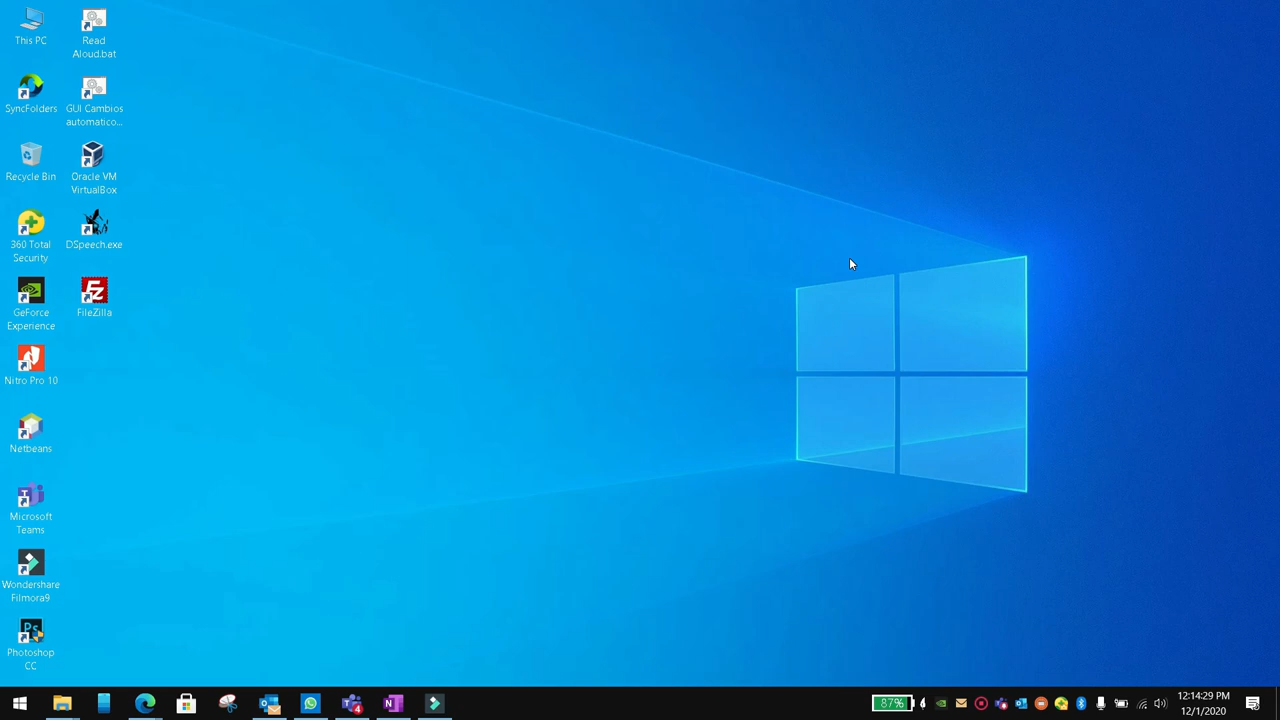 This PC
Read
Aloud.bat
SyncFolders
GUI Cambios
automatico...
Recycle Bin
Oracle VM
VirtualBox
360 Total
Security
DSpeech.exe
GeForce
Experience
FileZilla
Nitro Pro 10
Netbeans
Microsoft
Teams
Wondershare
Filmora9
Photoshop
CC
87%
12:14:29 PM
12/1/2020